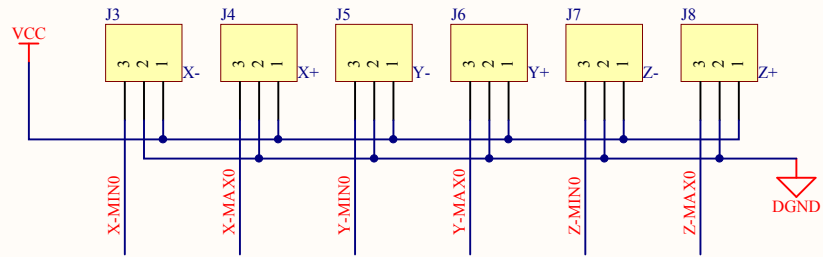 J3 J4 J5 J6 J7 J8
VCC
3 2 1 3 2 1 3 2 1 3 2 1 3 2 1 3 2 1
X- X+ Y- Y+ Z- Z+
X-MIN0 X-MAX0 Y-MIN0 Y-MAX0 Z-MIN0 Z-MAX0
DGND